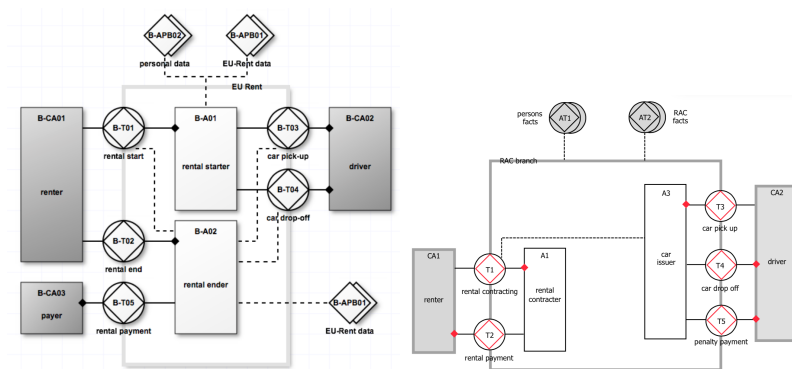 B-APB02
B-APB01
personal data
EU-Rent data
EU Rent
B-CA01
B-T01
B-A01
B-T03
B-CA02
rental start
car pick-up
renter
rental starter
driver
B-T04
car drop-off
B-A02
B-T02
rental end
rental ender
B-CA03
payer
B-T05
rental payment
B-APB01
EU-Rent data
persons
facts
AT1
AT2
RAC
facts
RAC branch
A3
CA2
T3
car pick up
car
issuer
driver
CA1
T1
A1
T4
rental contracting
car drop off
renter
rental
contracter
T2
rental payment
T5
penalty payment